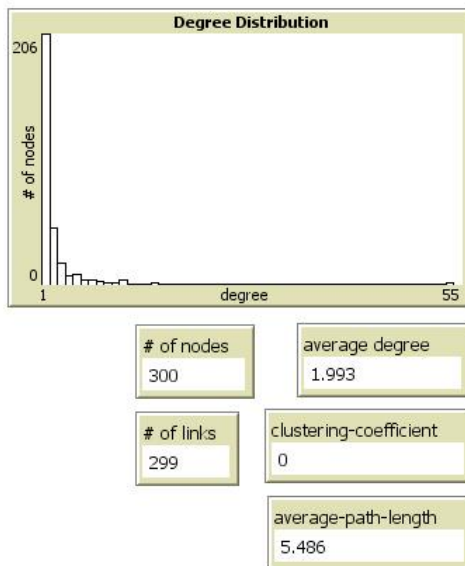 Degree Distribution
206
# of nodes
0
1
degree
55
# of nodes
300
average degree
1.993
# of links
299
clustering-coefficient
0
average-path-length
5.486